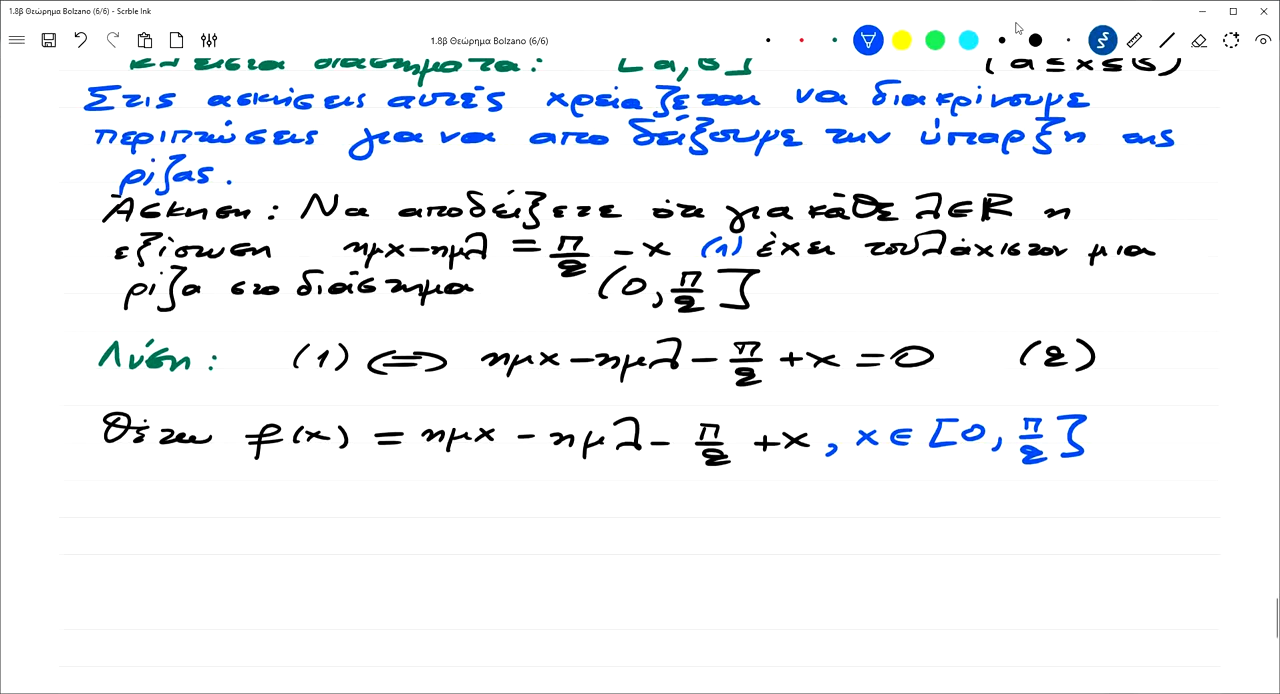 1.8β Θεώρημα Bolzano (6/6) - Scrble Ink
1.8β Θεώρημα Bolzano (6/6)
κλειστά διαστήματα: [α,β] (α≤x≤β)
Στις ασκήσεις αυτές χρειάζεται να διακρίνουμε
περιπτώσεις για να αποδείξουμε την ύπαρξη της
ρίζας.
Άσκηση: Να αποδείξετε ότι για κάθε λ∈R η
εξίσωση ημx-ημλ = π/2 - x (1) έχει τουλάχιστον μια
ρίζα στο διάστημα (0, π/2]
Λύση: (1) ⇔ ημx - ημλ - π/2 + x = 0 (2)
Θέτω f(x) = ημx - ημλ - π/2 + x, x ∈ [0, π/2]